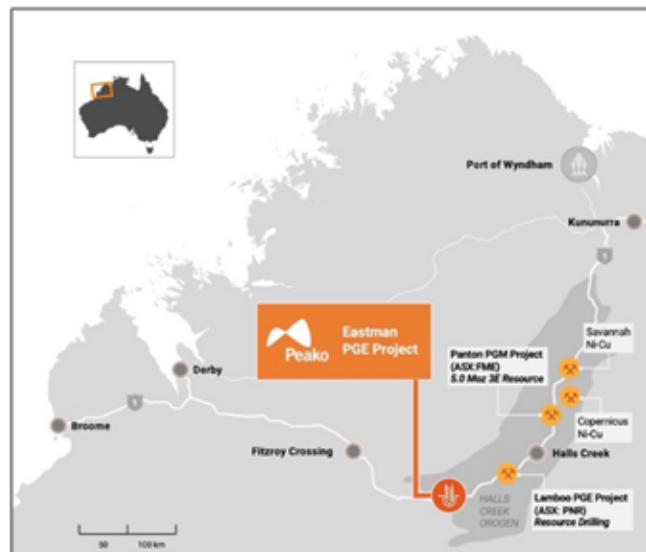 Port of Wyndham
Kununurra
1
Peako
Eastman
PGE Project
Savannah
Ni-Cu
Panton PGM Project
(ASX:FME)
5.0 Moz 3E Resource
Derby
1
Copernicus
Ni-Cu
Broome
Fitzroy Crossing
Halls Creek
HALLS
CREEK
OROGEN
Lamboo PGE Project
(ASX: PNR)
Resource Drilling
50
100 km